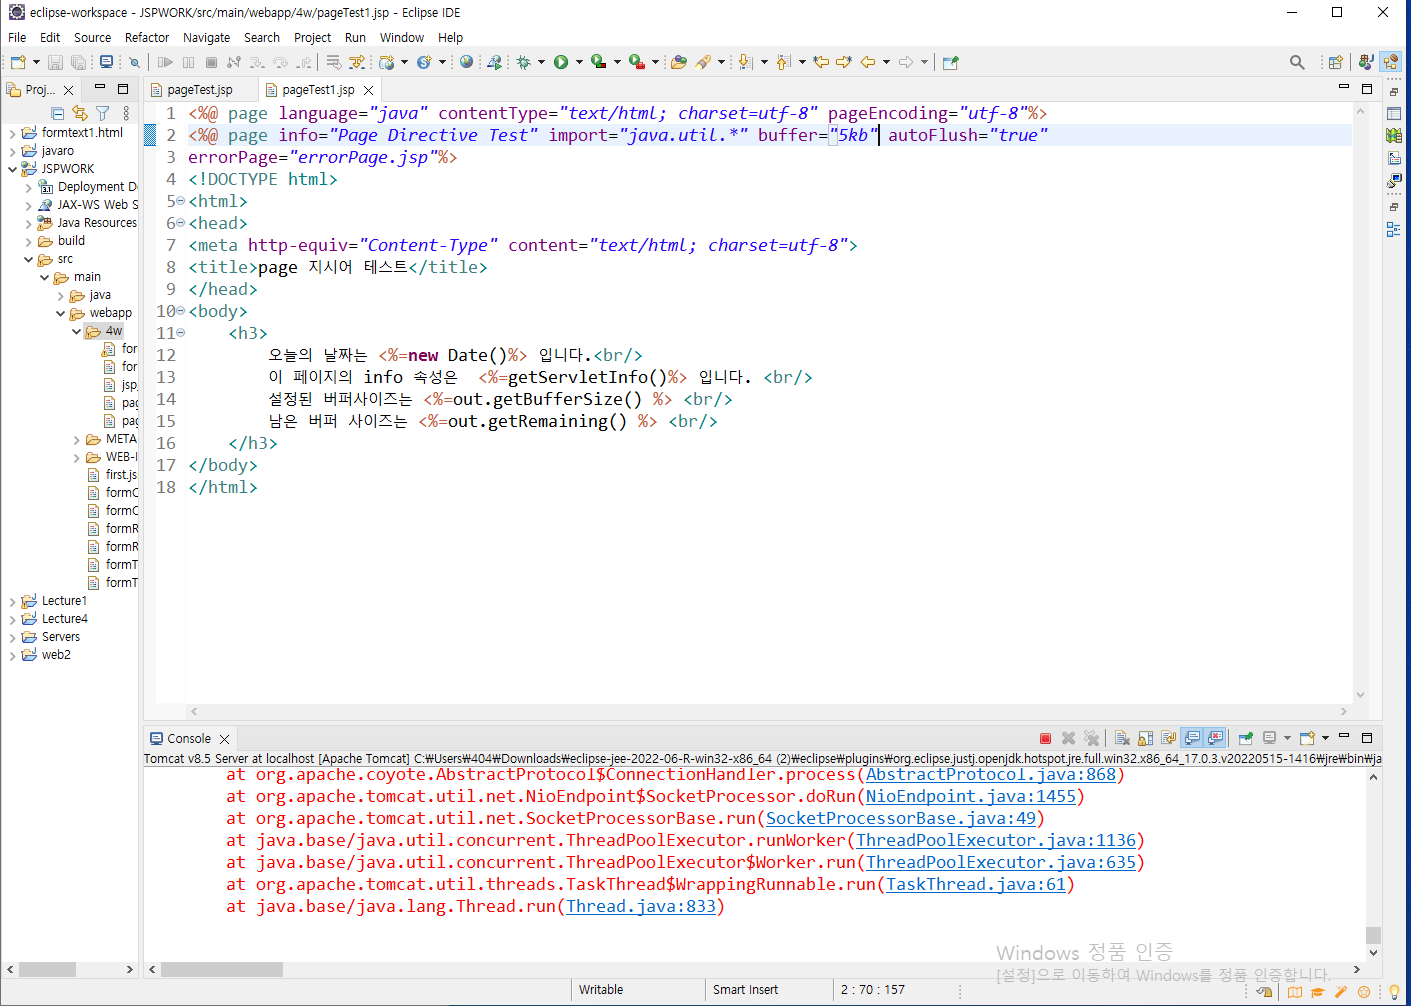 eclipse-workspace - JSPWORK/src/main/webapp/4w/pageTest1.jsp - Eclipse IDE
File Edit Source Refactor Navigate Search Project Run Window Help
Proj...
formtext1.html
javaro
JSPWORK
Deployment D
JAX-WS Web S
Java Resources
build
src
main
java
webapp
4w
for
for
jsp
pag
pag
META
WEB-I
first.js
formC
formC
formR
formR
formT
formT
Lecture1
Lecture4
Servers
web2
pageTest.jsp pageTest1.jsp
1 <%@ page language="java" contentType="text/html; charset=utf-8" pageEncoding="utf-8"%>
2 <%@ page info="Page Directive Test" import="java.util.*" buffer="5kb" autoFlush="true"
3 errorPage="errorPage.jsp"%>
4 <!DOCTYPE html>
5 <html>
6 <head>
7 <meta http-equiv="Content-Type" content="text/html; charset=utf-8">
8 <title>page 지시어 테스트</title>
9 </head>
10 <body>
11 <h3>
12 오늘의 날짜는 <%=new Date()%> 입니다.<br/>
13 이 페이지의 info 속성은 <%=getServletInfo()%> 입니다. <br/>
14 설정된 버퍼사이즈는 <%=out.getBufferSize() %> <br/>
15 남은 버퍼 사이즈는 <%=out.getRemaining() %> <br/>
16 </h3>
17 </body>
18 </html>
Console
Tomcat v8.5 Server at localhost [Apache Tomcat] C:₩Users₩404₩Downloads₩eclipse-jee-2022-06-R-win32-x86_64 (2)₩eclipse₩plugins₩org.eclipse.justj.openjdk.hotspot.jre.full.win32.x86_64_17.0.3.v20220515-1416₩jre₩bin₩ja
at org.apache.coyote.AbstractProtocol$ConnectionHandler.process(AbstractProtocol.java:868)
at org.apache.tomcat.util.net.NioEndpoint$SocketProcessor.doRun(NioEndpoint.java:1455)
at org.apache.tomcat.util.net.SocketProcessorBase.run(SocketProcessorBase.java:49)
at java.base/java.util.concurrent.ThreadPoolExecutor.runWorker(ThreadPoolExecutor.java:1136)
at java.base/java.util.concurrent.ThreadPoolExecutor$Worker.run(ThreadPoolExecutor.java:635)
at org.apache.tomcat.util.threads.TaskThread$WrappingRunnable.run(TaskThread.java:61)
at java.base/java.lang.Thread.run(Thread.java:833)
Windows 정품 인증
[설정]으로 이동하여 Windows를 정품 인증합니다.
Writable Smart Insert 2 : 70 : 157